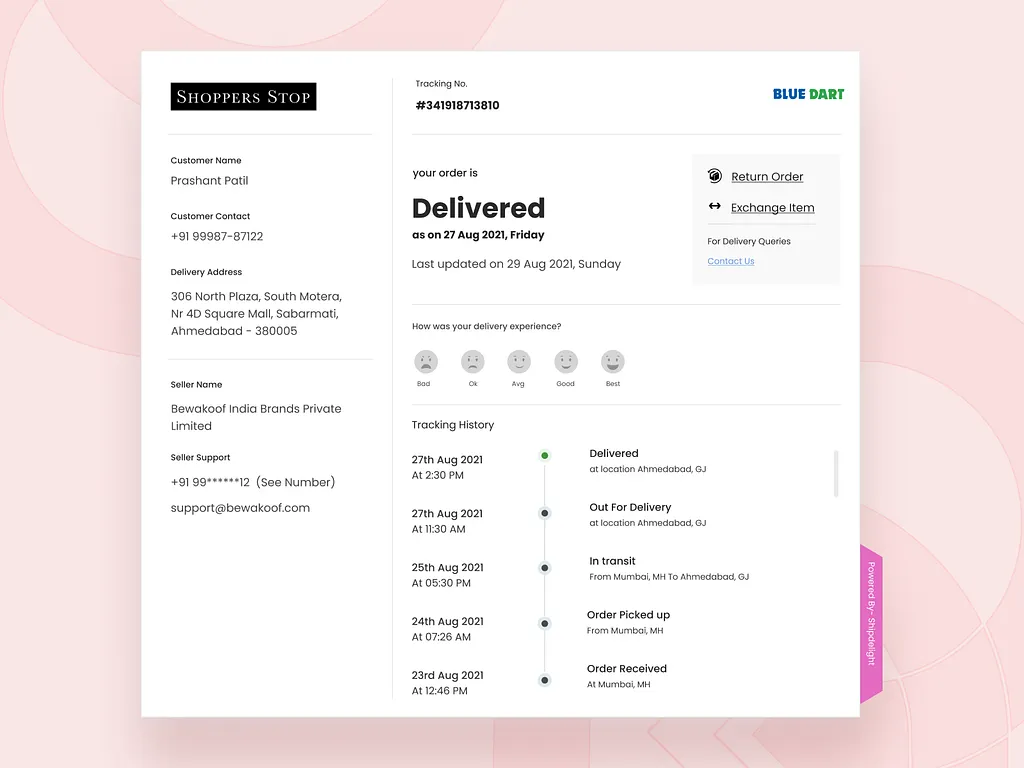 SHOPPERS STOP
Customer Name
Prashant Patil
Customer Contact
+91 99987-87122
Delivery Address
306 North Plaza, South Motera,
Nr 4D Square Mall, Sabarmati,
Ahmedabad - 380005
Seller Name
Bewakoof India Brands Private
Limited
Seller Support
+91 99******12 (See Number)
support@bewakoof.com
Tracking No.
#341918713810
BLUE DART
your order is
Delivered
as on 27 Aug 2021, Friday
Last updated on 29 Aug 2021, Sunday
Return Order
Exchange Item
For Delivery Queries
Contact Us
How was your delivery experience?
Bad Ok Avg Good Best
Tracking History
27th Aug 2021
At 2:30 PM
Delivered
at location Ahmedabad, GJ
27th Aug 2021
At 11:30 AM
Out For Delivery
at location Ahmedabad, GJ
25th Aug 2021
At 05:30 PM
In transit
From Mumbai, MH To Ahmedabad, GJ
24th Aug 2021
At 07:26 AM
Order Picked up
From Mumbai, MH
23rd Aug 2021
At 12:46 PM
Order Received
At Mumbai, MH
Powered By- Shipdelight